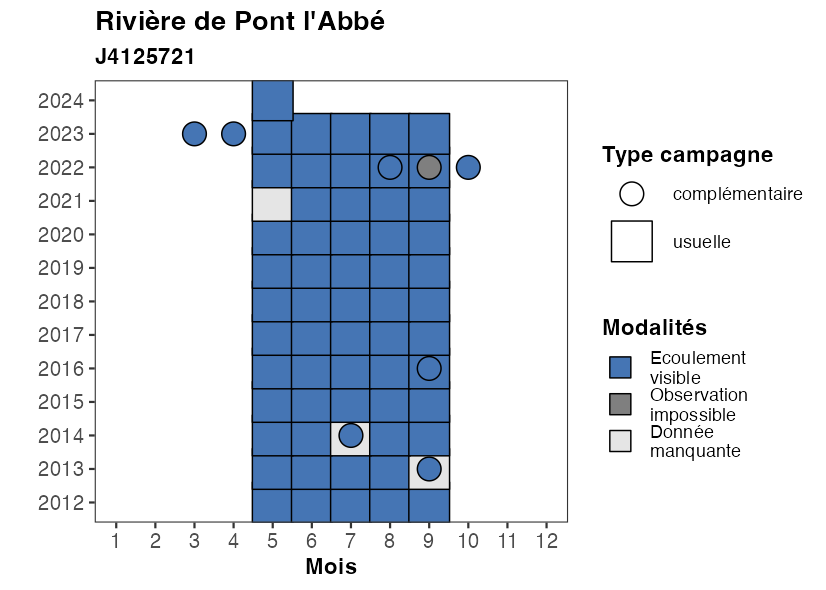 Rivière de Pont l'Abbé
J4125721
2024
2023
2022
2021
2020
2019
2018
2017
2016
2015
2014
2013
2012
1 2 3 4 5 6 7 8 9 10 11 12
Mois
Type campagne
complémentaire
usuelle
Modalités
Ecoulement
visible
Observation
impossible
Donnée
manquante